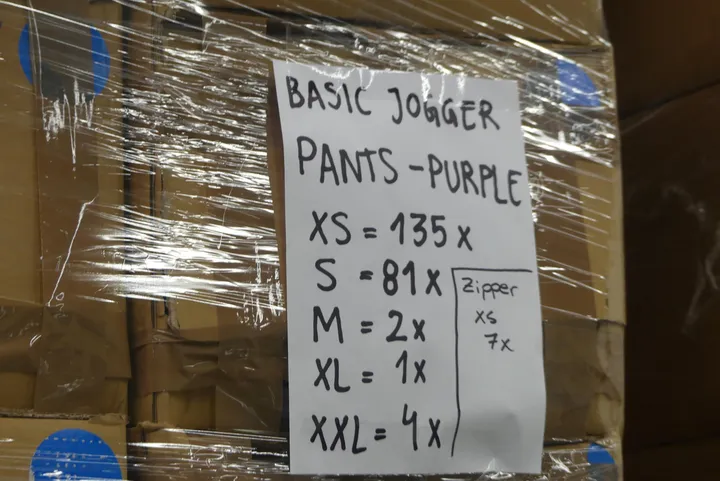 BASIC JOGGER
PANTS - PURPLE
XS = 135 x
S = 81 x
M = 2x
XL = 1x
XXL = 4x
Zipper
xs
7x